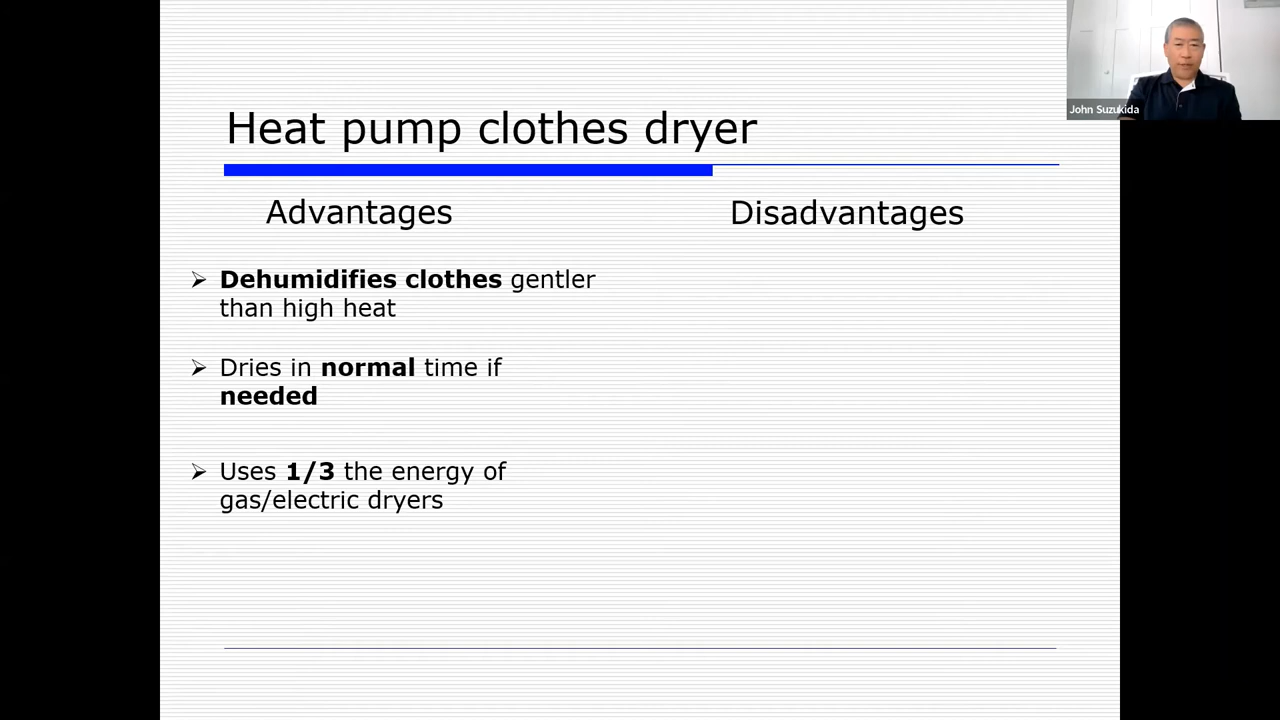 Heat pump clothes dryer
Advantages
Disadvantages
➢ Dehumidifies clothes gentler
than high heat
➢ Dries in normal time if
needed
➢ Uses 1/3 the energy of
gas/electric dryers
John Suzukida